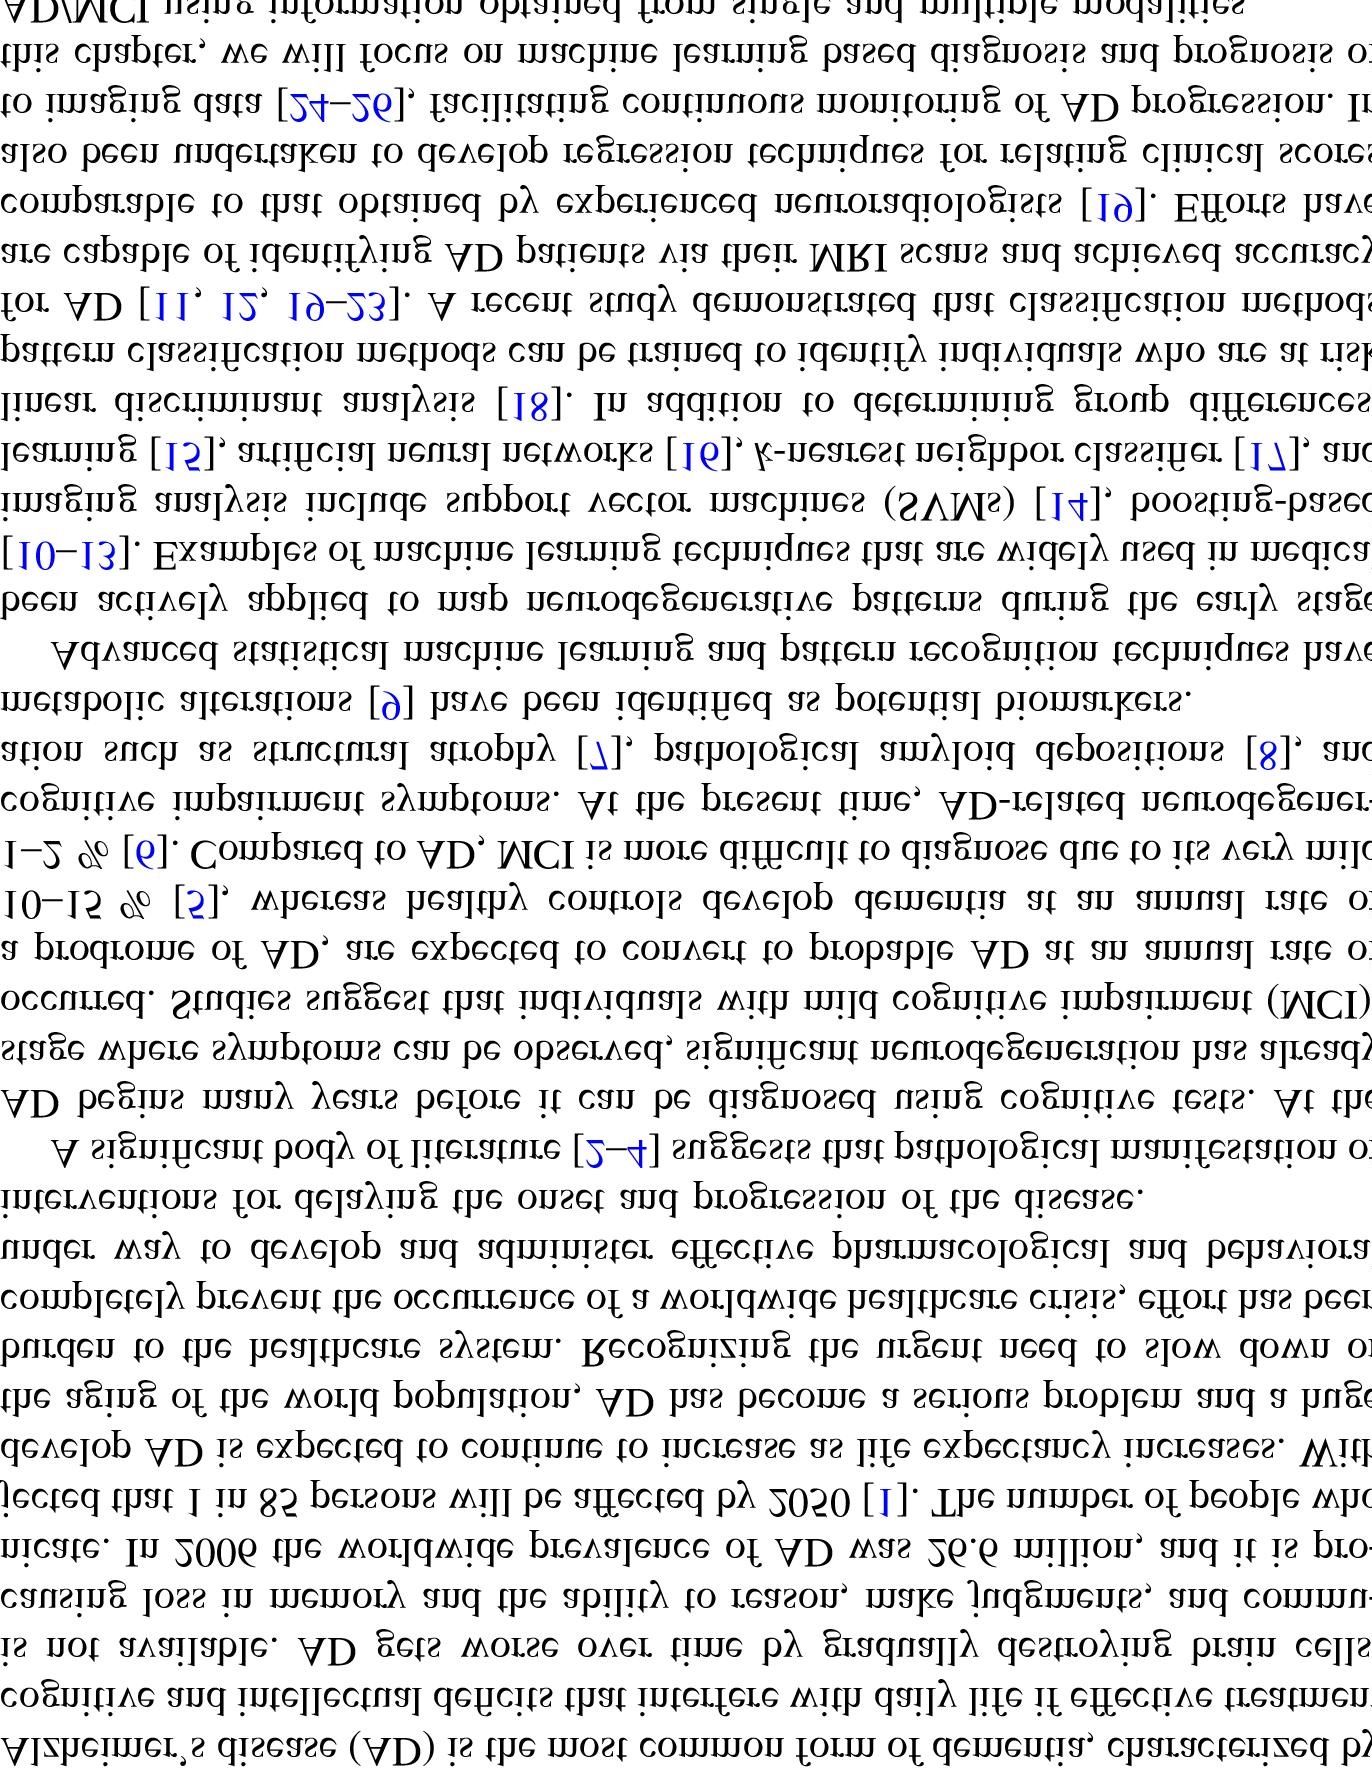 Alzheimer's disease (AD) is the most common form of dementia, characterized by
cognitive and intellectual deficits that interfere with daily life if effective treatment
is not available. AD gets worse over time by gradually destroying brain cells,
causing loss in memory and the ability to reason, make judgments, and commu-
nicate. In 2006 the worldwide prevalence of AD was 26.6 million, and it is pro-
jected that 1 in 85 persons will be affected by 2050 [1]. The number of people who
develop AD is expected to continue to increase as life expectancy increases. With
the aging of the world population, AD has become a serious problem and a huge
burden to the healthcare system. Recognizing the urgent need to slow down or
completely prevent the occurrence of a worldwide healthcare crisis, effort has been
under way to develop and administer effective pharmacological and behavioral
interventions for delaying the onset and progression of the disease.
A significant body of literature [2–4] suggests that pathological manifestation of
AD begins many years before it can be diagnosed using cognitive tests. At the
stage where symptoms can be observed, significant neurodegeneration has already
occurred. Studies suggest that individuals with mild cognitive impairment (MCI),
a prodrome of AD, are expected to convert to probable AD at an annual rate of
10–15 % [5], whereas healthy controls develop dementia at an annual rate of
1–2 % [6]. Compared to AD, MCI is more difficult to diagnose due to its very mild
cognitive impairment symptoms. At the present time, AD-related neurodegener-
ation such as structural atrophy [7], pathological amyloid depositions [8], and
metabolic alterations [9] have been identified as potential biomarkers.
Advanced statistical machine learning and pattern recognition techniques have
been actively applied to map neurodegenerative patterns during the early stage
[10–13]. Examples of machine learning techniques that are widely used in medical
imaging analysis include support vector machines (SVMs) [14], boosting-based
learning [15], artificial neural networks [16], k-nearest neighbor classifier [17], and
linear discriminant analysis [18]. In addition to determining group differences,
pattern classification methods can be trained to identify individuals who are at risk
for AD [11, 12, 19–23]. A recent study demonstrated that classification methods
are capable of identifying AD patients via their MRI scans and achieved accuracy
comparable to that obtained by experienced neuroradiologists [19]. Efforts have
also been undertaken to develop regression techniques for relating clinical scores
to imaging data [24–26], facilitating continuous monitoring of AD progression. In
this chapter, we will focus on machine learning based diagnosis and prognosis of
AD/MCI using information obtained from single and multiple modalities